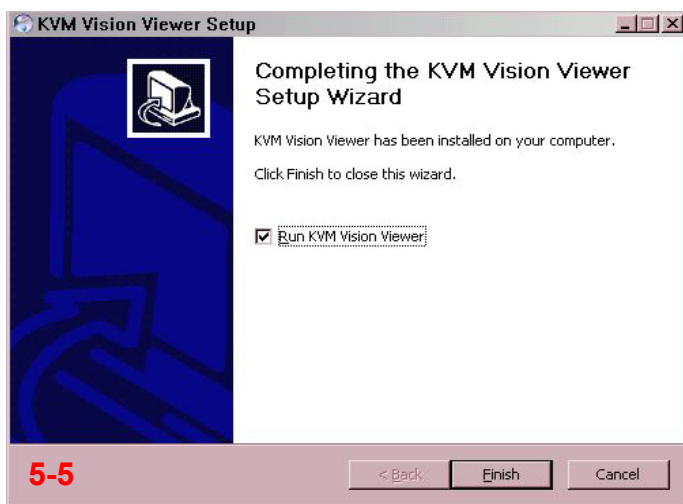 KVM Vision Viewer Setup
Completing the KVM Vision Viewer
Setup Wizard
KVM Vision Viewer has been installed on your computer.
Click Finish to close this wizard.
Run KVM Vision Viewer
5-5
< Back
Finish
Cancel